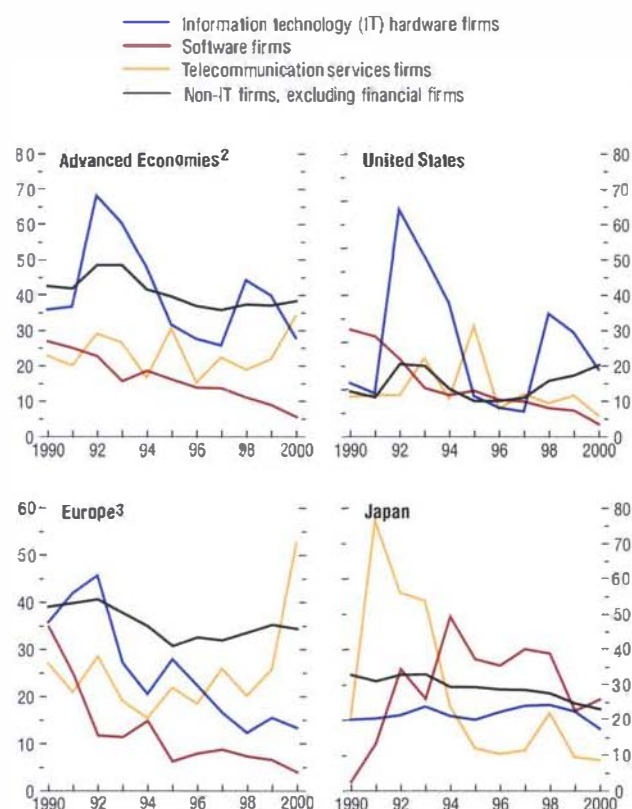 Information technology (IT) hardware firms
Software firms
Telecommunication services firms
Non-IT firms, excluding financial firms
Advanced Economies²
80
70
60
50
40
30
20
10
0
1990 92 94 96 98 2000
United States
80
70
60
50
40
30
20
10
0
1990 92 94 96 98 2000
Europe³
60
50
40
30
20
10
0
1990 92 94 96 98 2000
Japan
80
70
60
50
40
30
20
10
0
1990 92 94 96 98 2000